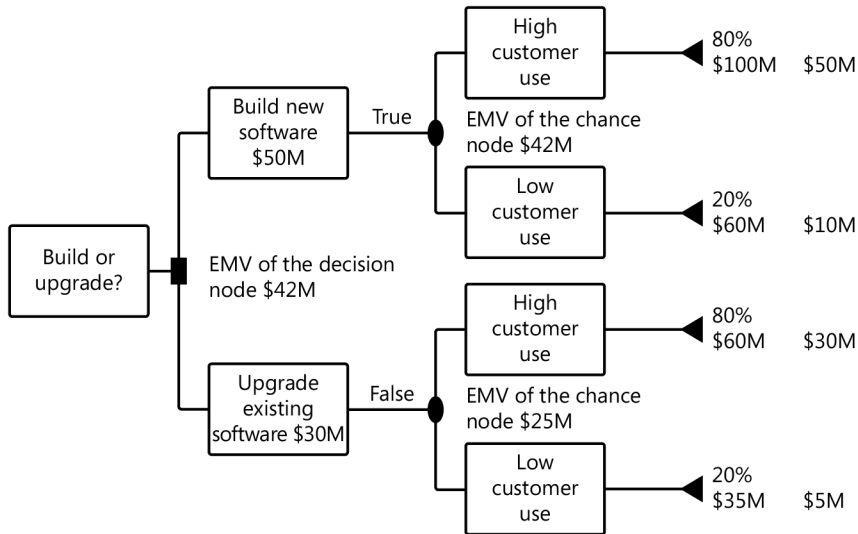 High
customer
use
80%
$100M $50M
Build new
software
$50M
True
EMV of the chance
node $42M
Low
customer
use
20%
$60M $10M
Build or
upgrade?
EMV of the decision
node $42M
High
customer
use
80%
$60M $30M
Upgrade
existing
software $30M
False
EMV of the chance
node $25M
Low
customer
use
20%
$35M $5M